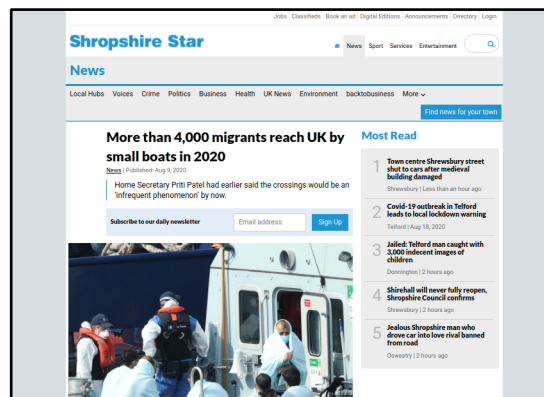 Jobs Classifieds Book an ad Digital Editions Announcements Directory Login
Shropshire Star
News Sport Services Entertainment
News
Local Hubs Voices Crime Politics Business Health UK News Environment backtobusiness More
Find news for your town
More than 4,000 migrants reach UK by
small boats in 2020
News | Published: Aug 9, 2020
Home Secretary Priti Patel had earlier said the crossings would be an
'infrequent phenomenon' by now.
Subscribe to our daily newsletter Email address: Sign Up
Most Read
1 Town centre Shrewsbury street
shut to cars after medieval
building damaged
Shrewsbury | Less than an hour ago
2 Covid-19 outbreak in Telford
leads to local lockdown warning
Telford | Aug 18, 2020
3 Jailed: Telford man caught with
3,000 indecent images of
children
Donnington | 2 hours ago
4 Shirehall will never fully reopen,
Shropshire Council confirms
Shrewsbury | 2 hours ago
5 Jealous Shropshire man who
drove car into love rival banned
from road
Oswestry | 2 hours ago